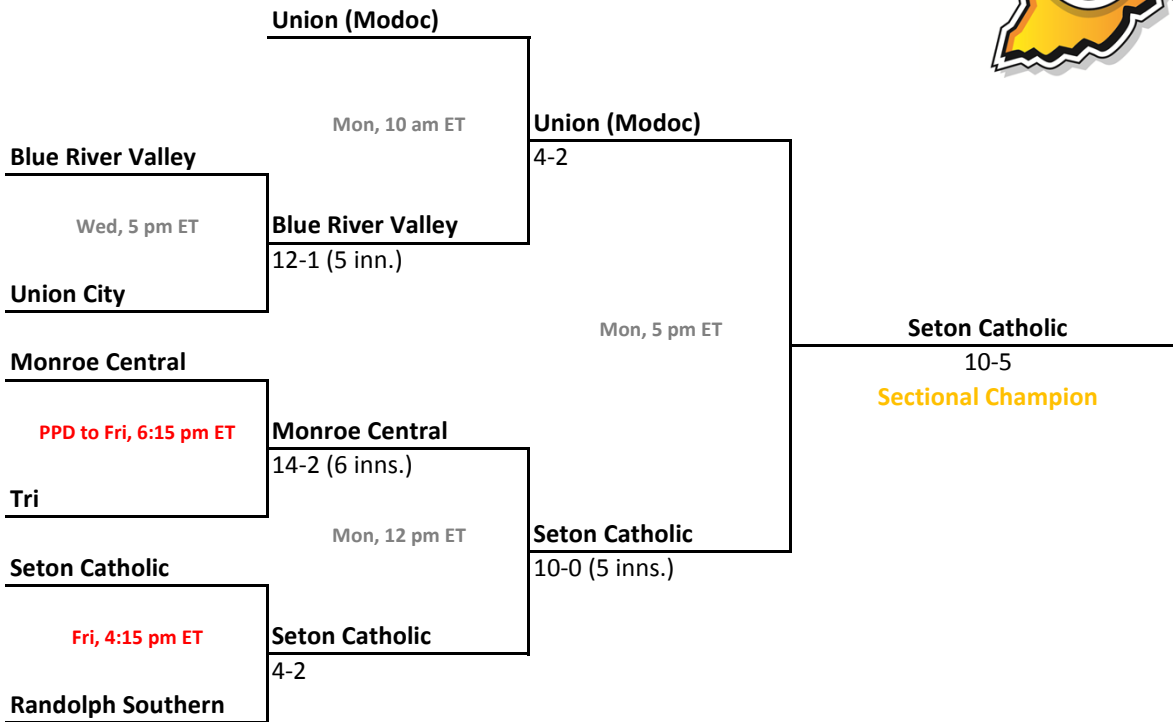 Union (Modoc)
Mon, 10 am ET
Union (Modoc)
4-2
Blue River Valley
Wed, 5 pm ET
Blue River Valley
12-1 (5 inn.)
Union City
Mon, 5 pm ET
Seton Catholic
10-5
Sectional Champion
Monroe Central
PPD to Fri, 6:15 pm ET
Monroe Central
14-2 (6 inns.)
Tri
Mon, 12 pm ET
Seton Catholic
10-0 (5 inns.)
Seton Catholic
Fri, 4:15 pm ET
Seton Catholic
4-2
Randolph Southern